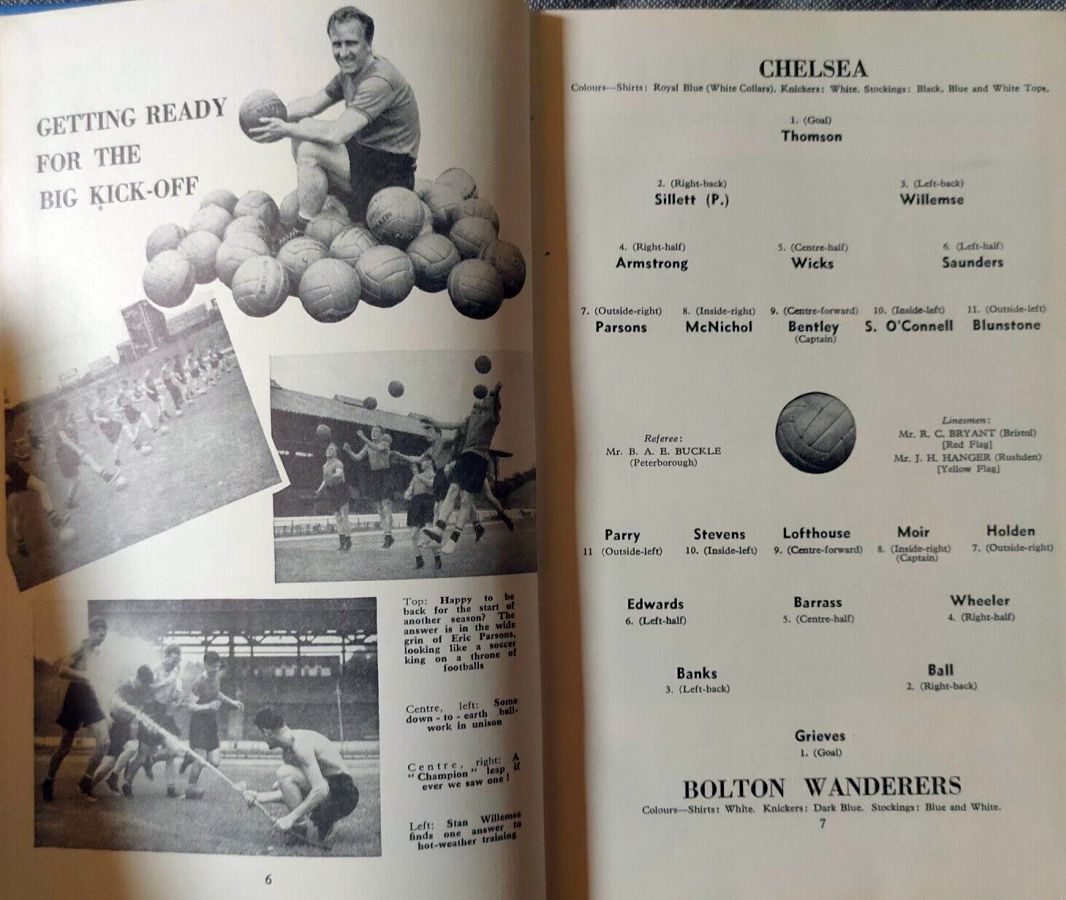 GETTING READY
FOR THE
BIG KICK-OFF
Top: Happy to be
back for the start of
another season? The
answer is in the wide
grin of Eric Parsons,
looking like a soccer
king on a throne of
footballs
Centre, left: Some
down - to - earth ball-
work in unison
Centre, right: A
"Champion" leap if
ever we saw one!
Left: Stan Willemse
finds one answer to
hot-weather training
6
CHELSEA
Colours—Shirts: Royal Blue (White Collars). Knickers: White. Stockings: Black, Blue and White Tops.
1. (Goal)
Thomson
2. (Right-back) 3. (Left-back)
Sillett (P.) Willemse
4. (Right-half) 5. (Centre-half) 6. (Left-half)
Armstrong Wicks Saunders
7. (Outside-right) 8. (Inside-right) 9. (Centre-forward) 10. (Inside-left) 11. (Outside-left)
Parsons McNichol Bentley S. O'Connell Blunstone
(Captain)
Referee:
Mr. B. A. E. BUCKLE
(Peterborough)
Linesmen:
Mr. R. C. BRYANT (Bristol)
[Red Flag]
Mr. J. H. HANGER (Rushden)
[Yellow Flag]
Parry Stevens Lofthouse Moir Holden
11 (Outside-left) 10. (Inside-left) 9. (Centre-forward) 8. (Inside-right) 7. (Outside-right)
(Captain)
Edwards Barrass Wheeler
6. (Left-half) 5. (Centre-half) 4. (Right-half)
Banks Ball
3. (Left-back) 2. (Right-back)
Grieves
1. (Goal)
BOLTON WANDERERS
Colours—Shirts: White. Knickers: Dark Blue. Stockings: Blue and White.
7